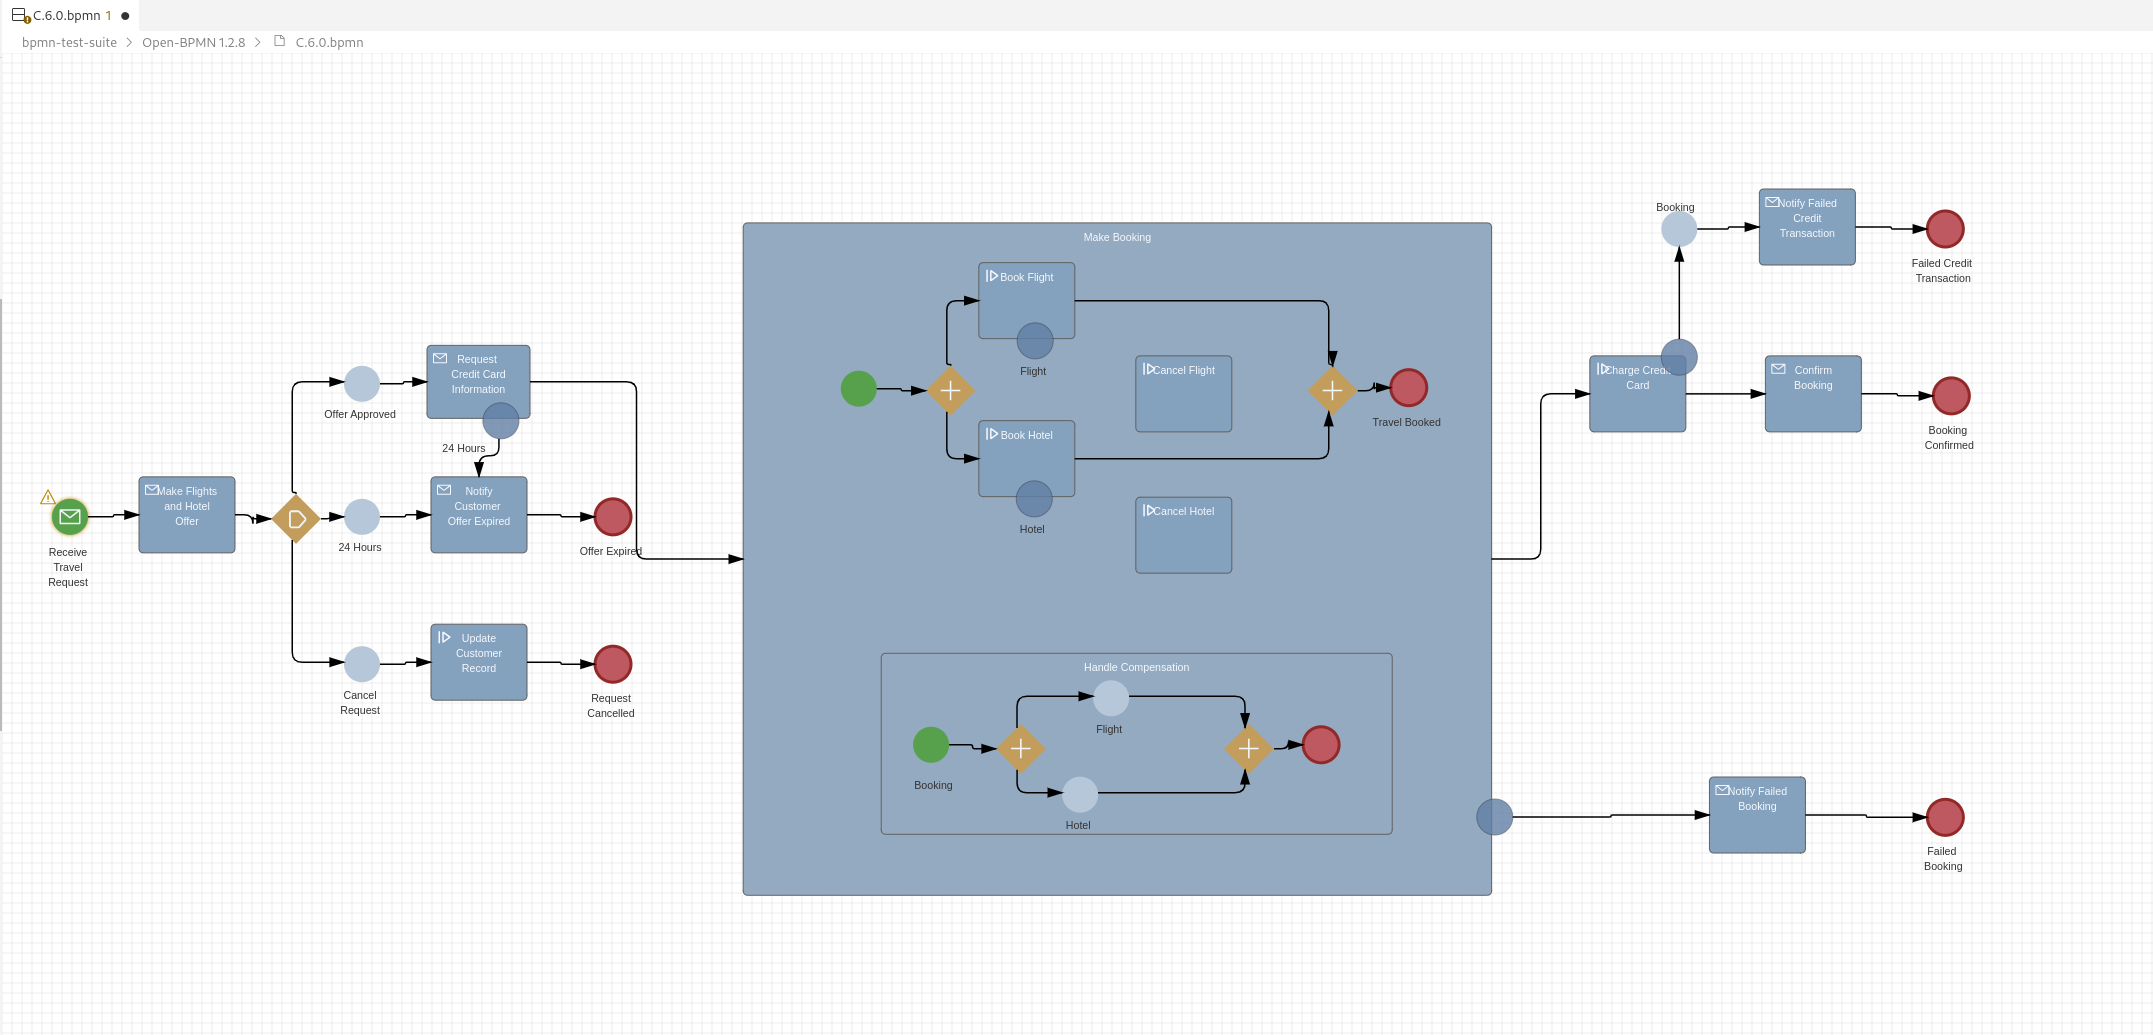 C.6.0.bpmn 1
bpmn-test-suite > Open-BPMN 1.2.8 > C.6.0.bpmn
Receive
Travel
Request
Make Flights
and Hotel
Offer
Offer Approved
Request
Credit Card
Information
24 Hours
24 Hours
Notify
Customer
Offer Expired
Offer Expired
Cancel
Request
Update
Customer
Record
Request
Cancelled
Make Booking
Book Flight
Flight
Cancel Flight
Book Hotel
Hotel
Cancel Hotel
Travel Booked
Handle Compensation
Booking
Flight
Hotel
Booking
Notify Failed
Credit
Transaction
Failed Credit
Transaction
Charge Credit
Card
Confirm
Booking
Booking
Confirmed
Notify Failed
Booking
Failed
Booking